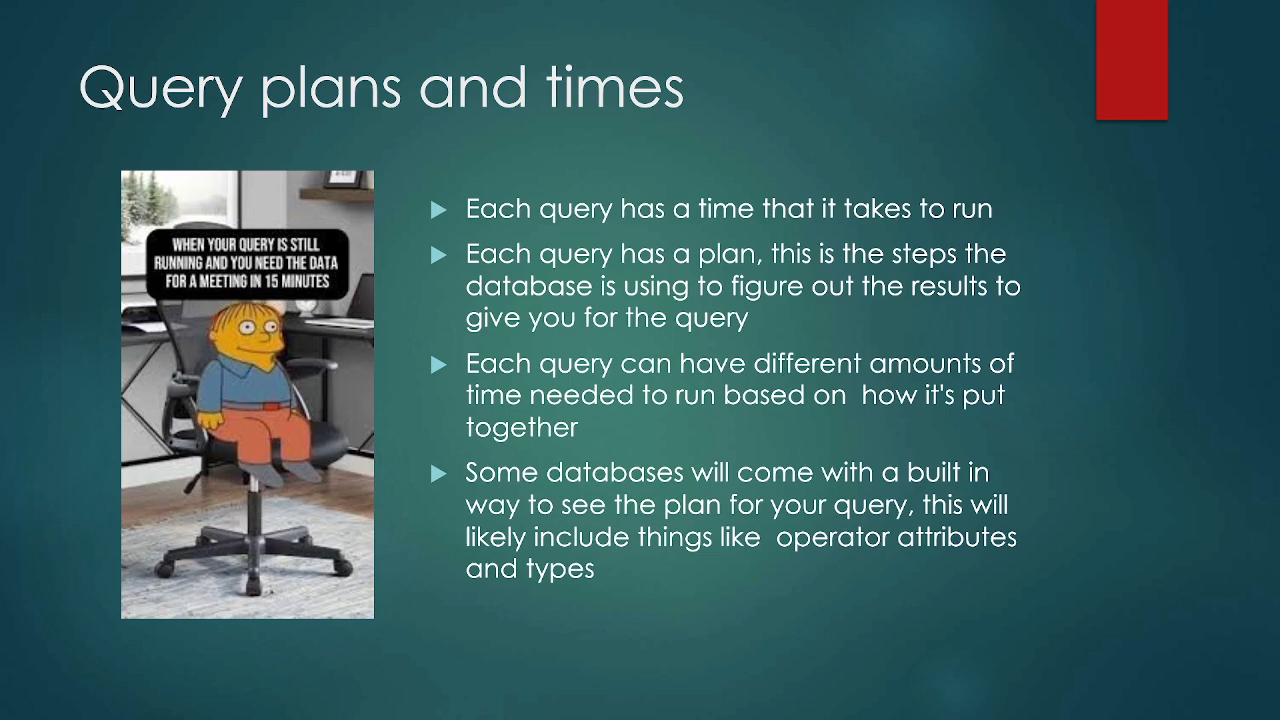 Query plans and times
WHEN YOUR QUERY IS STILL
RUNNING AND YOU NEED THE DATA
FOR A MEETING IN 15 MINUTES
Each query has a time that it takes to run
Each query has a plan, this is the steps the
database is using to figure out the results to
give you for the query
Each query can have different amounts of
time needed to run based on  how it's put
together
Some databases will come with a built in
way to see the plan for your query, this will
likely include things like  operator attributes
and types